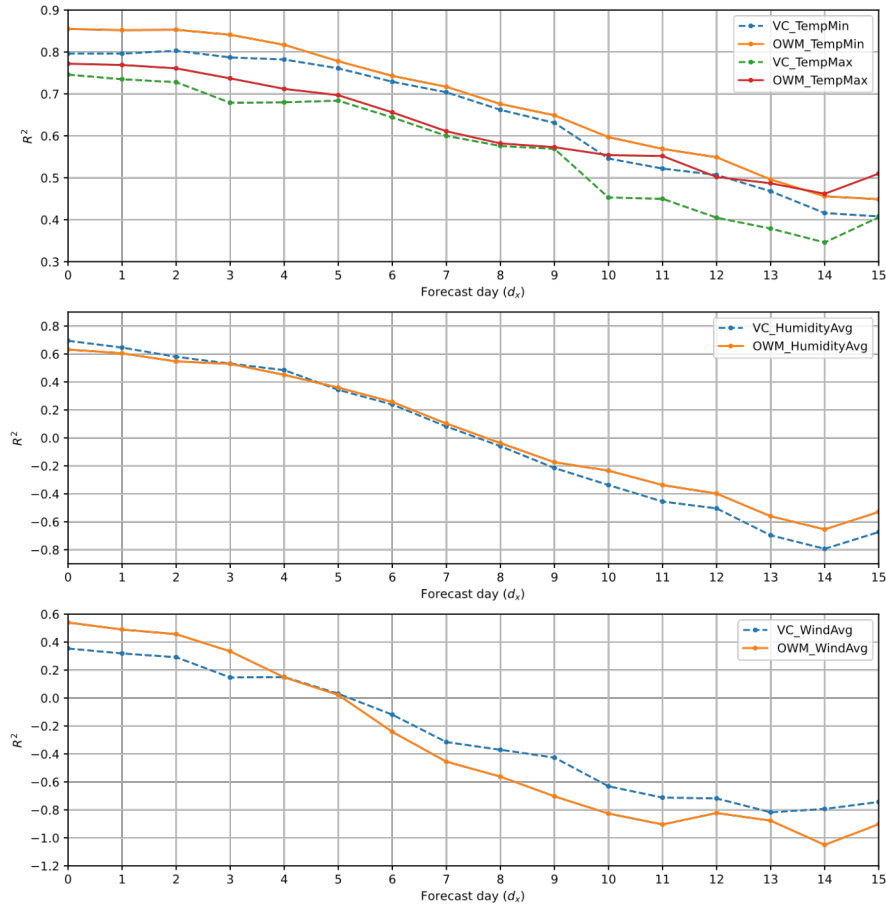 VC_TempMin
OWM_TempMin
VC_TempMax
OWM_TempMax
0.9
0.8
0.7
0.6
0.5
0.4
0.3
R²
0 1 2 3 4 5 6 7 8 9 10 11 12 13 14 15
Forecast day (dₓ)
VC_HumidityAvg
OWM_HumidityAvg
0.8
0.6
0.4
0.2
0.0
−0.2
−0.4
−0.6
−0.8
R²
0 1 2 3 4 5 6 7 8 9 10 11 12 13 14 15
Forecast day (dₓ)
VC_WindAvg
OWM_WindAvg
0.6
0.4
0.2
0.0
−0.2
−0.4
−0.6
−0.8
−1.0
−1.2
R²
0 1 2 3 4 5 6 7 8 9 10 11 12 13 14 15
Forecast day (dₓ)